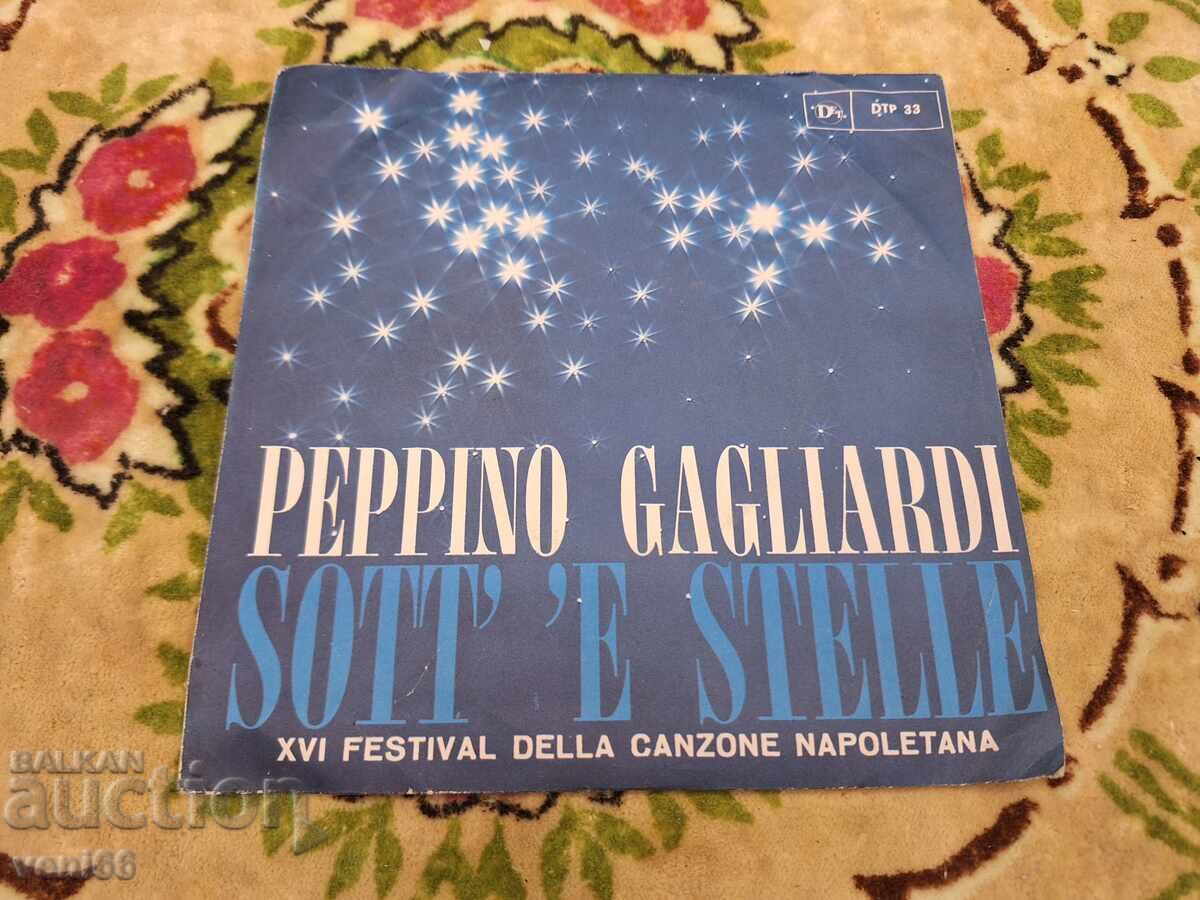 DTP 33
PEPPINO GAGLIARDI
SOTT' 'E STELLE
XVI FESTIVAL DELLA CANZONE NAPOLETANA
BALKAN
auction
veni66